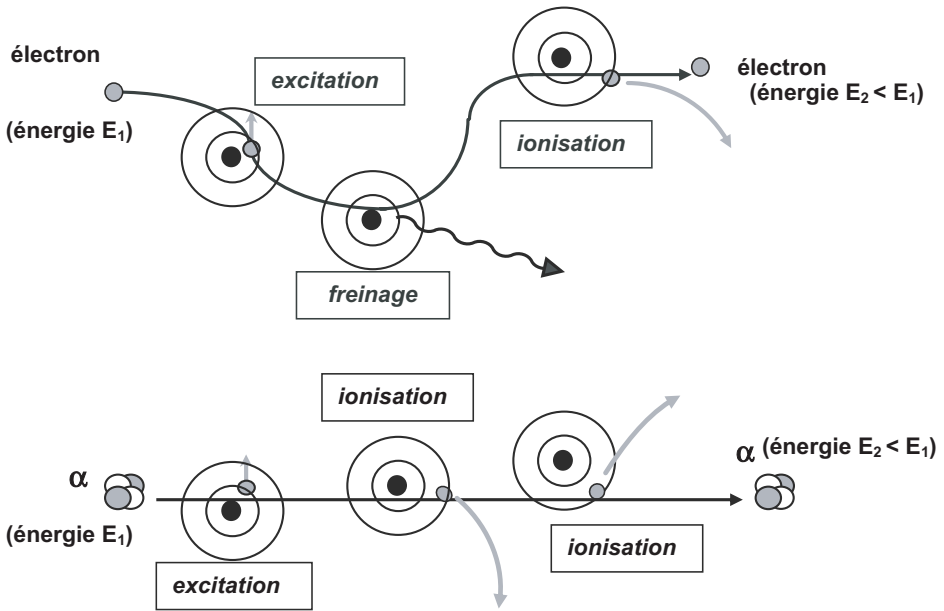 électron
(énergie E₁)
excitation
freinage
ionisation
électron
(énergie E₂ < E₁)
α
(énergie E₁)
excitation
ionisation
ionisation
α (énergie E₂ < E₁)